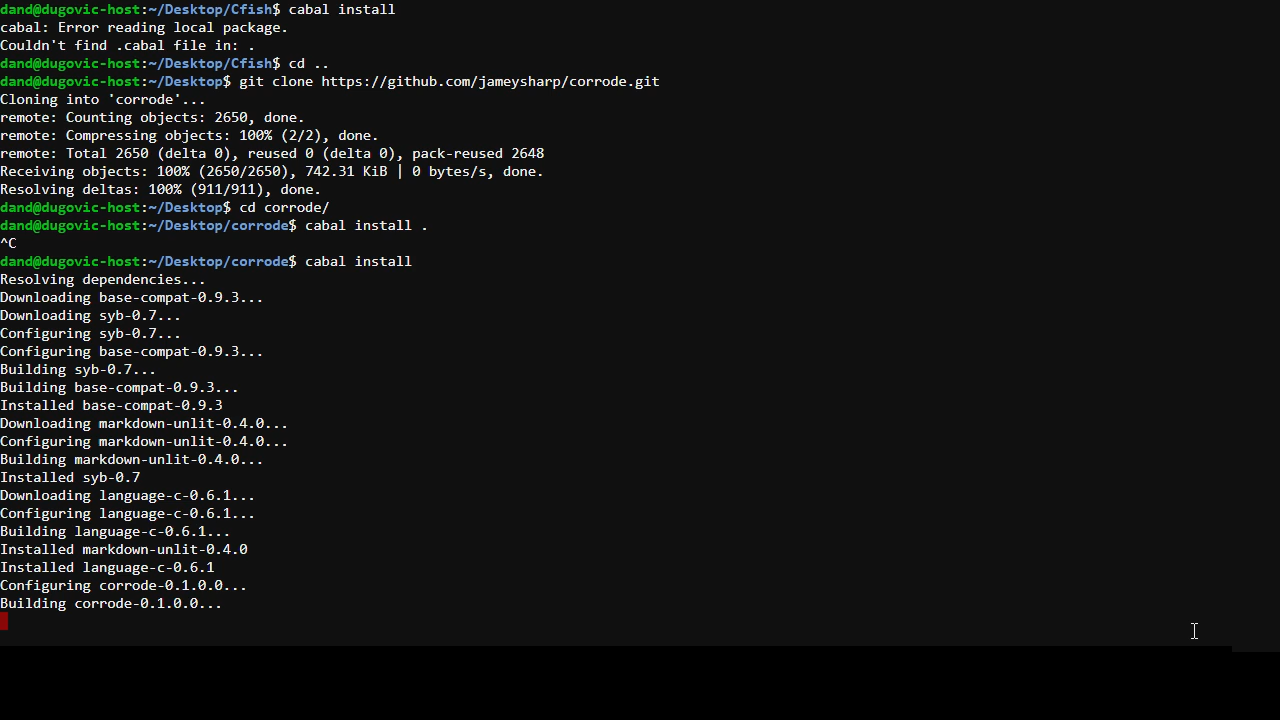 dand@dugovic-host:~/Desktop/Cfish$ cabal install
cabal: Error reading local package.
Couldn't find .cabal file in: .
dand@dugovic-host:~/Desktop/Cfish$ cd ..
dand@dugovic-host:~/Desktop$ git clone https://github.com/jameysharp/corrode.git
Cloning into 'corrode'...
remote: Counting objects: 2650, done.
remote: Compressing objects: 100% (2/2), done.
remote: Total 2650 (delta 0), reused 0 (delta 0), pack-reused 2648
Receiving objects: 100% (2650/2650), 742.31 KiB | 0 bytes/s, done.
Resolving deltas: 100% (911/911), done.
dand@dugovic-host:~/Desktop$ cd corrode/
dand@dugovic-host:~/Desktop/corrode$ cabal install .
^C
dand@dugovic-host:~/Desktop/corrode$ cabal install
Resolving dependencies...
Downloading base-compat-0.9.3...
Downloading syb-0.7...
Configuring syb-0.7...
Configuring base-compat-0.9.3...
Building syb-0.7...
Building base-compat-0.9.3...
Installed base-compat-0.9.3
Downloading markdown-unlit-0.4.0...
Configuring markdown-unlit-0.4.0...
Building markdown-unlit-0.4.0...
Installed syb-0.7
Downloading language-c-0.6.1...
Configuring language-c-0.6.1...
Building language-c-0.6.1...
Installed markdown-unlit-0.4.0
Installed language-c-0.6.1
Configuring corrode-0.1.0.0...
Building corrode-0.1.0.0...